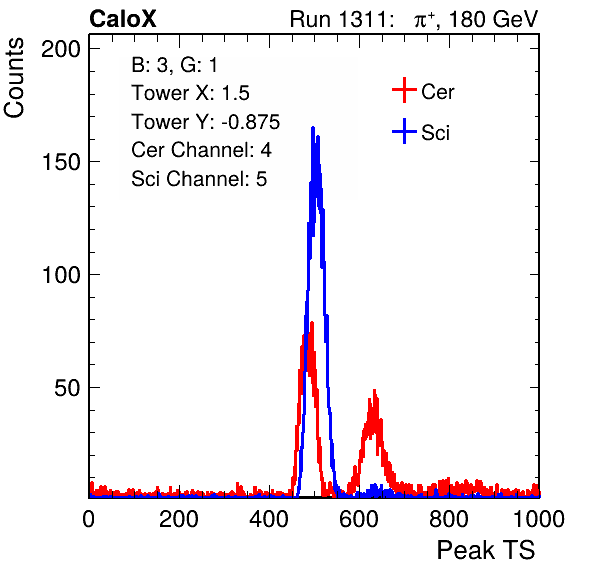 CaloX Run 1311: π⁺, 180 GeV
Counts
200
150
100
50
B: 3, G: 1
Tower X: 1.5
Tower Y: -0.875
Cer Channel: 4
Sci Channel: 5
Cer
Sci
0 200 400 600 800 1000
Peak TS